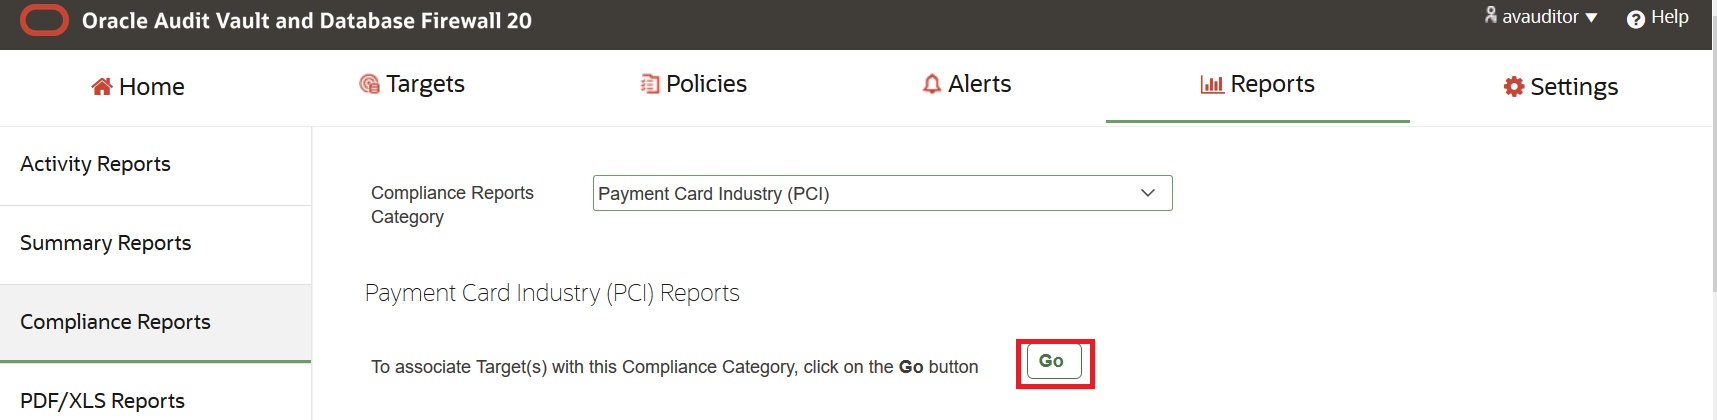 Oracle Audit Vault and Database Firewall 20
avauditor
Help
Home
Targets
Policies
Alerts
Reports
Settings
Activity Reports
Summary Reports
Compliance Reports
PDF/XLS Reports
Compliance Reports
Category
Payment Card Industry (PCI)
Payment Card Industry (PCI) Reports
To associate Target(s) with this Compliance Category, click on the Go button
Go